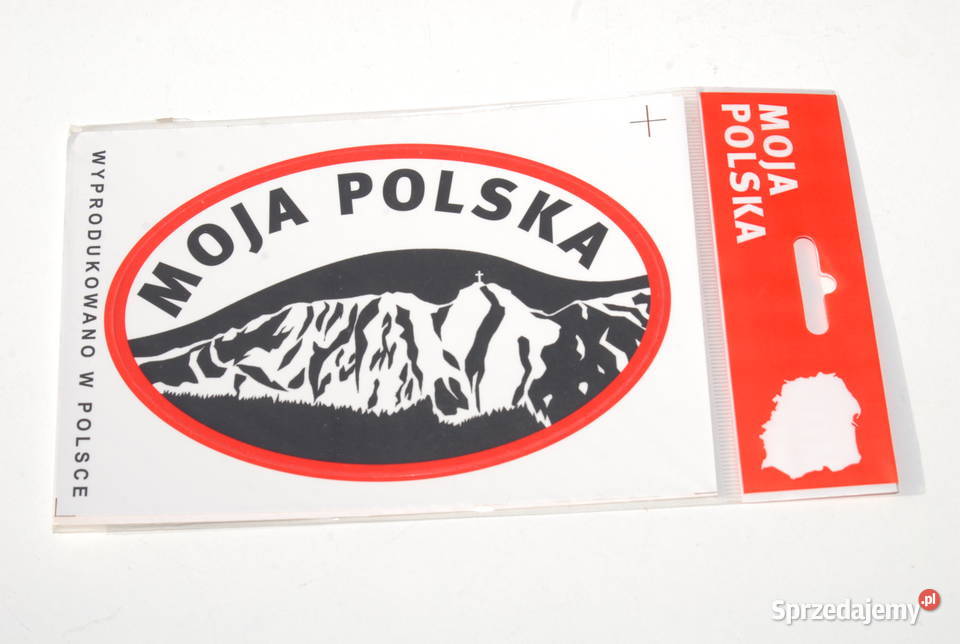 WYPRODUKOWANO W POLSCE
MOJA POLSKA
MOJA
POLSKA
Sprzedajemy.pl